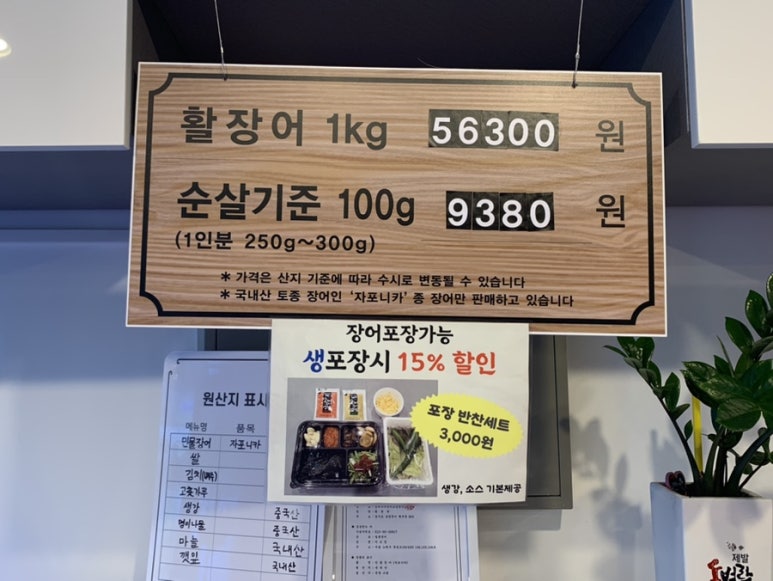 활장어 1kg 56300 원
순살기준 100g 9380 원
(1인분 250g~300g)
* 가격은 산지 기준에 따라 수시로 변동될 수 있습니다
* 국내산 토종 장어인 '자포니카' 종 장어만 판매하고 있습니다
장어포장가능
생포장시 15% 할인
포장 반찬세트
3,000원
생강, 소스 기본제공
원산지 표시
메뉴명 품목
민물장어 자포니카
쌀
김치
고춧가루
생강 중국산
명이나물 중국산
마늘 국내산
깻잎 국내산
제발